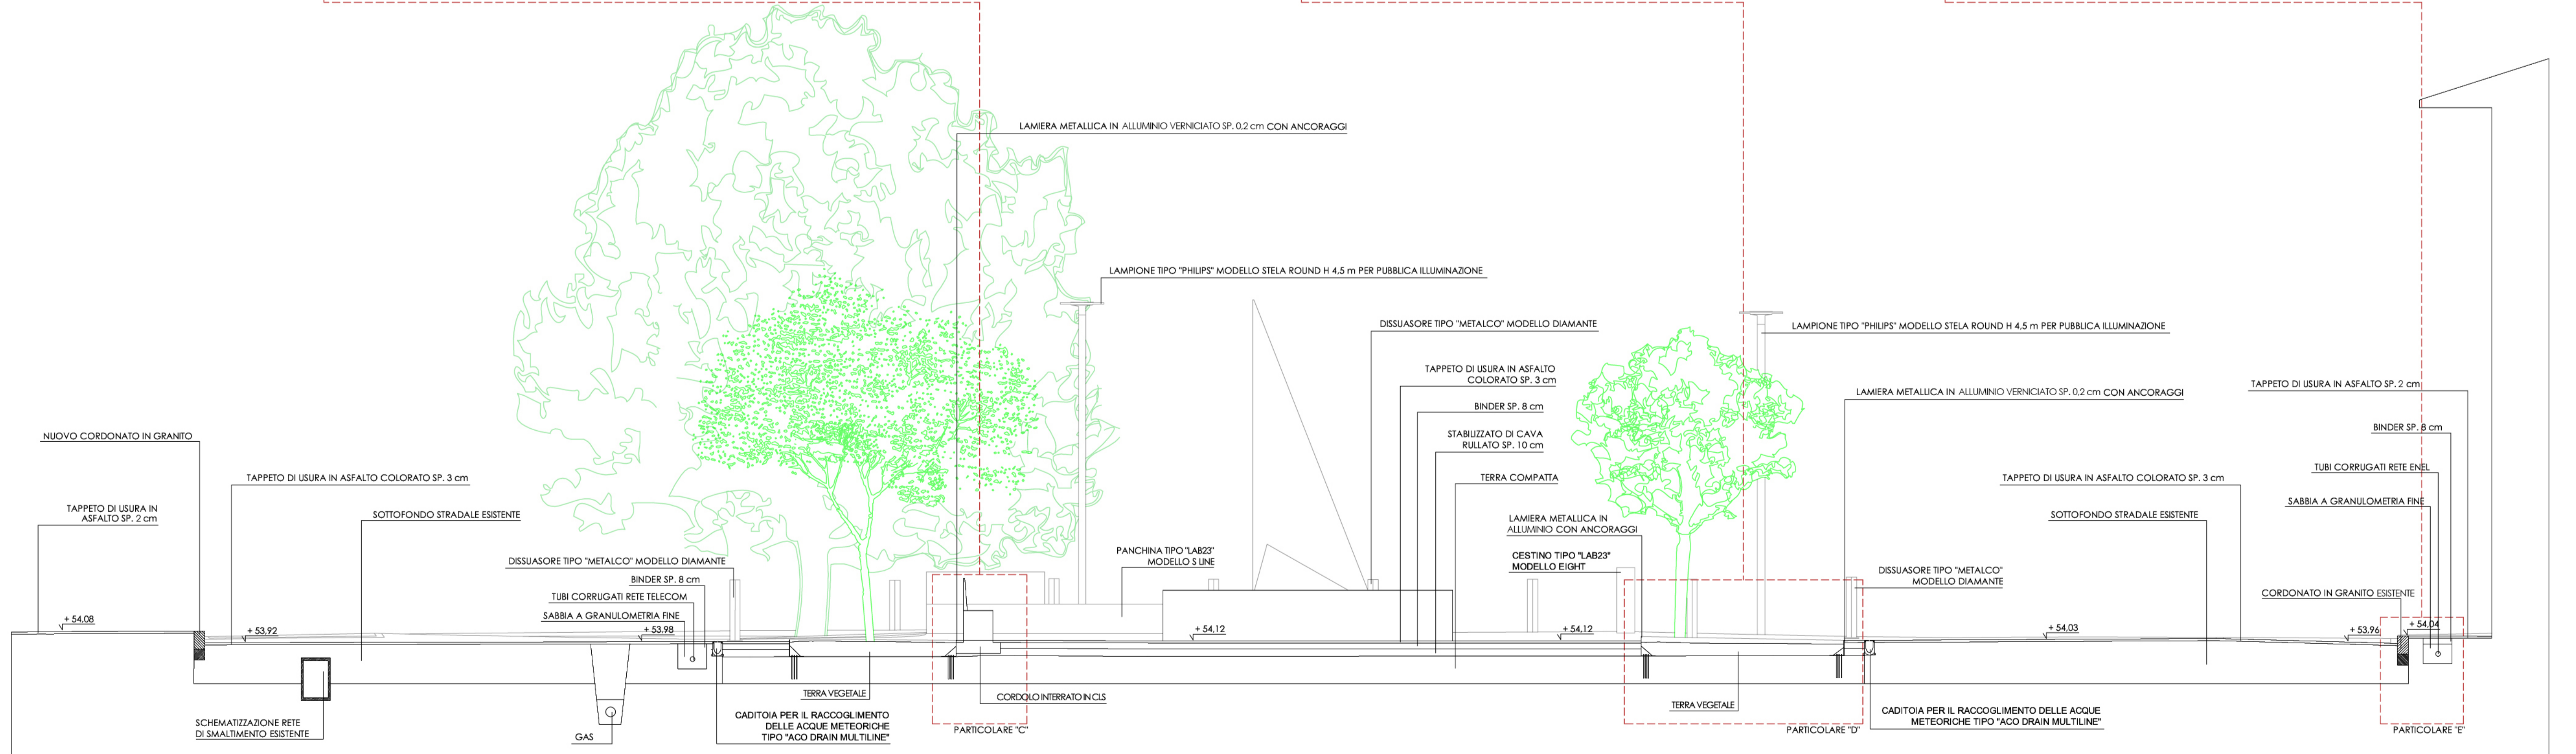 LAMIERA METALLICA IN ALLUMINIO VERNICIATO SP. 0.2 cm CON ANCORAGGI
LAMPIONE TIPO "PHILIPS" MODELLO STELA ROUND H 4,5 m PER PUBBLICA ILLUMINAZIONE
DISSUASORE TIPO "METALCO" MODELLO DIAMANTE
LAMPIONE TIPO "PHILIPS" MODELLO STELA ROUND H 4,5 m PER PUBBLICA ILLUMINAZIONE
TAPPETO DI USURA IN ASFALTO
COLORATO SP. 3 cm
BINDER SP. 8 cm
STABILIZZATO DI CAVA
RULLATO SP. 10 cm
TERRA COMPATTA
LAMIERA METALLICA IN ALLUMINIO VERNICIATO SP. 0.2 cm CON ANCORAGGI
TAPPETO DI USURA IN ASFALTO SP. 2 cm
BINDER SP. 8 cm
TUBI CORRUGATI RETE ENEL
SABBIA A GRANULOMETRIA FINE
NUOVO CORDONATO IN GRANITO
TAPPETO DI USURA IN ASFALTO COLORATO SP. 3 cm
TAPPETO DI USURA IN
ASFALTO SP. 2 cm
SOTTOFONDO STRADALE ESISTENTE
TAPPETO DI USURA IN ASFALTO COLORATO SP. 3 cm
SOTTOFONDO STRADALE ESISTENTE
LAMIERA METALLICA IN
ALLUMINIO CON ANCORAGGI
CESTINO TIPO "LAB23"
MODELLO EIGHT
PANCHINA TIPO "LAB23"
MODELLO S LINE
DISSUASORE TIPO "METALCO" MODELLO DIAMANTE
BINDER SP. 8 cm
TUBI CORRUGATI RETE TELECOM
SABBIA A GRANULOMETRIA FINE
DISSUASORE TIPO "METALCO"
MODELLO DIAMANTE
CORDONATO IN GRANITO ESISTENTE
+ 54,08
+ 53,92
+ 53,98
+ 54,12
+ 54,12
+ 54,03
+ 53,96
+ 54,04
TERRA VEGETALE
CORDOLO INTERRATO IN CLS
TERRA VEGETALE
SCHEMATIZZAZIONE RETE
DI SMALTIMENTO ESISTENTE
GAS
CADITOIA PER IL RACCOGLIMENTO
DELLE ACQUE METEORICHE
TIPO "ACO DRAIN MULTILINE"
PARTICOLARE "C"
PARTICOLARE "D"
CADITOIA PER IL RACCOGLIMENTO DELLE ACQUE
METEORICHE TIPO "ACO DRAIN MULTILINE"
PARTICOLARE "E"